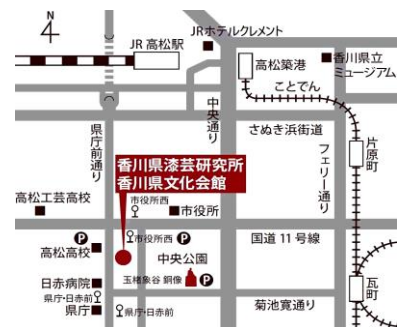 N
JRホテルクレメント
JR 高松駅
高松築港
香川県立
ミュージアム
ことでん
中央通り
さぬき浜街道
県庁前通り
フェリー通り
片原町
香川県漆芸研究所
香川県文化会館
高松工芸高校
市役所西
市役所
P
市役所西
P
国道11号線
高松高校
中央公園
日赤病院
玉楮象谷 銅像
P
瓦町
県庁・日赤前
県庁
県庁・日赤前
菊池寛通り